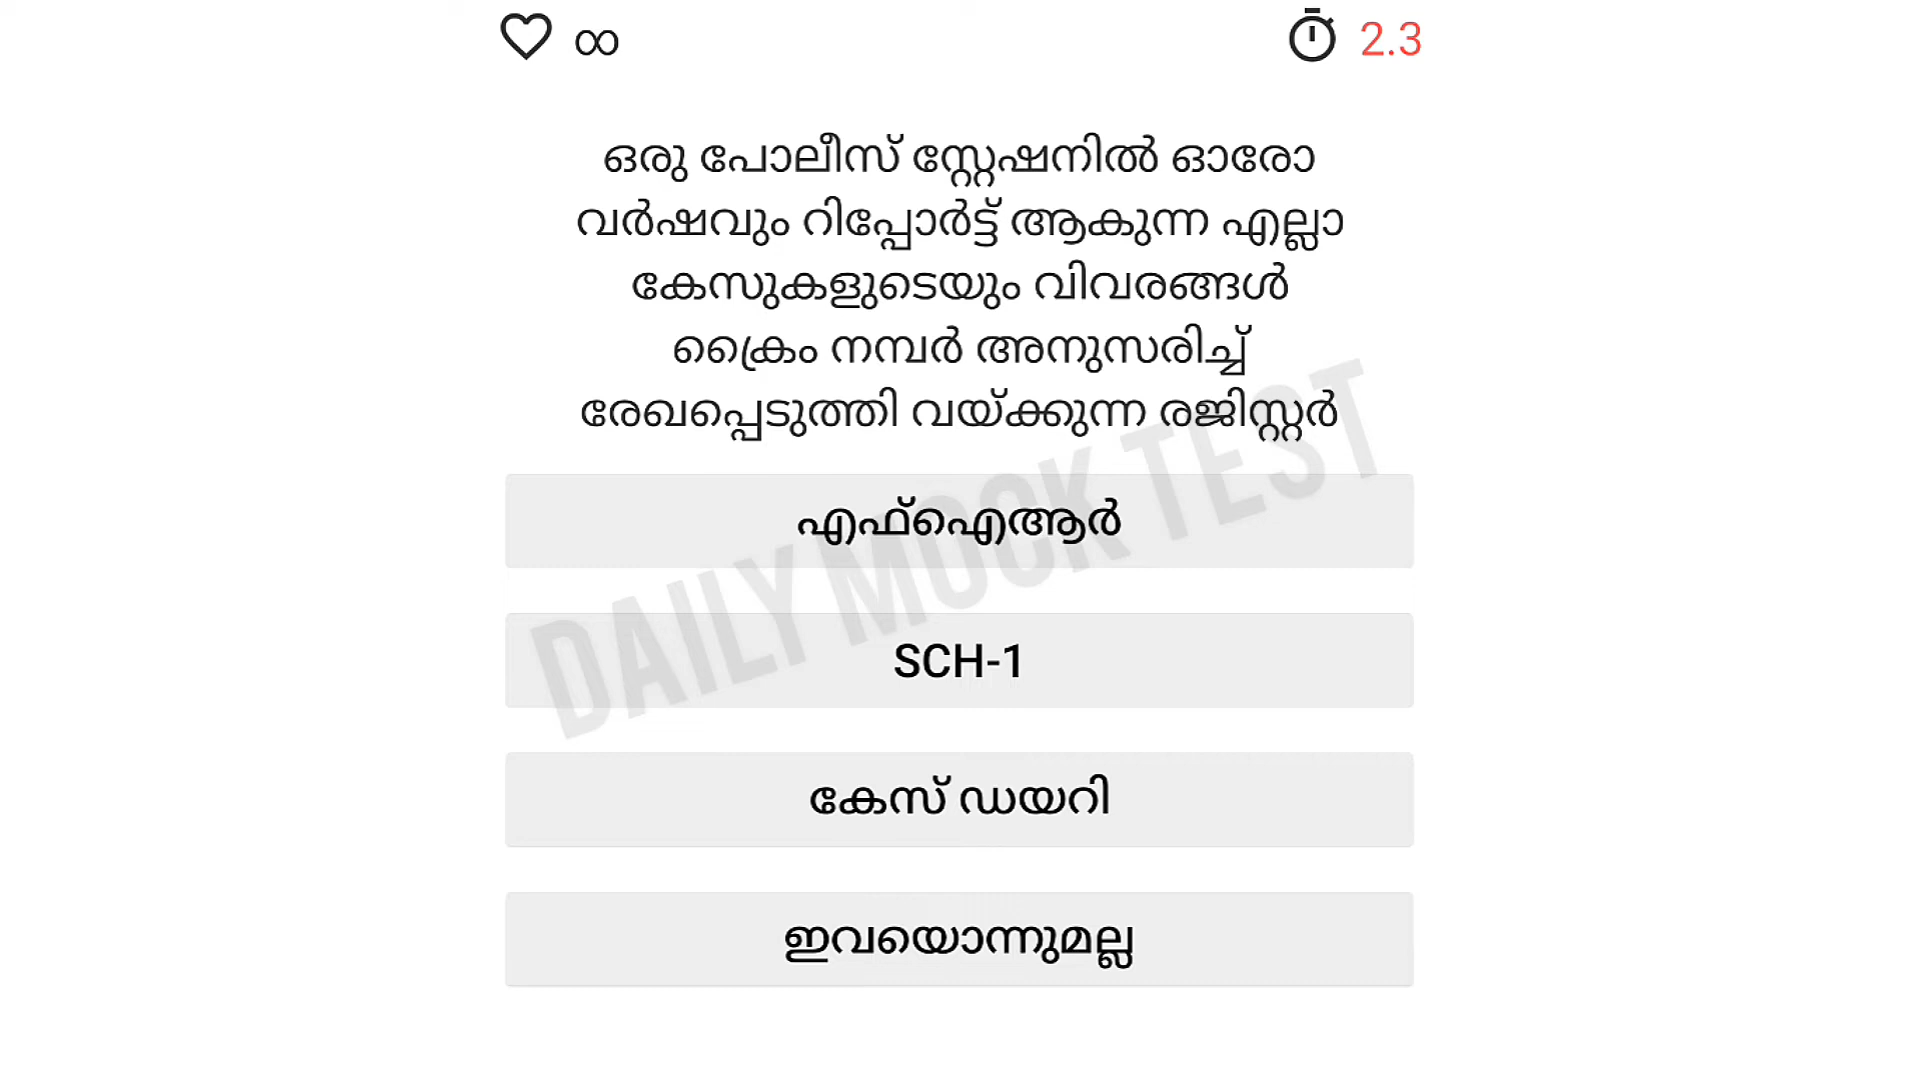 ∞ 2.3
ഒരു പോലീസ് സ്റ്റേഷനിൽ ഓരോ
വർഷവും റിപ്പോർട്ട് ആകുന്ന എല്ലാ
കേസുകളുടെയും വിവരങ്ങൾ
ക്രൈം നമ്പർ അനുസരിച്ച്
രേഖപ്പെടുത്തി വയ്ക്കുന്ന രജിസ്റ്റർ
എഫ്ഐആർ
SCH-1
കേസ് ഡയറി
ഇവയൊന്നുമല്ല
DAILY MOCK TEST